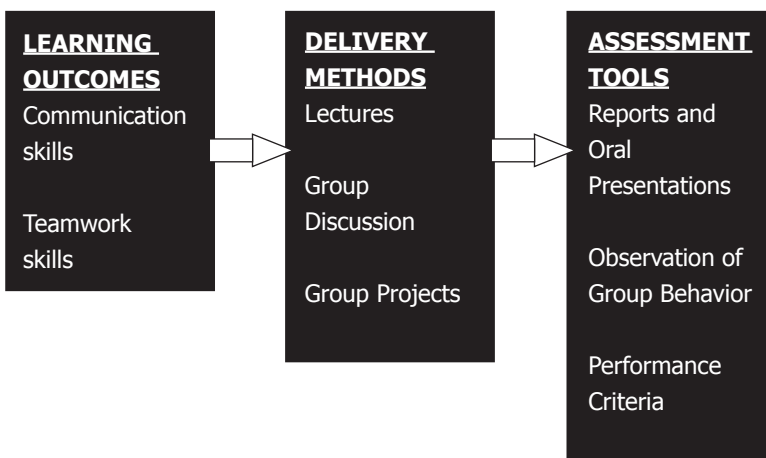 LEARNING
OUTCOMES
Communication
skills
Teamwork
skills
DELIVERY
METHODS
Lectures
Group
Discussion
Group Projects
ASSESSMENT
TOOLS
Reports and
Oral
Presentations
Observation of
Group Behavior
Performance
Criteria